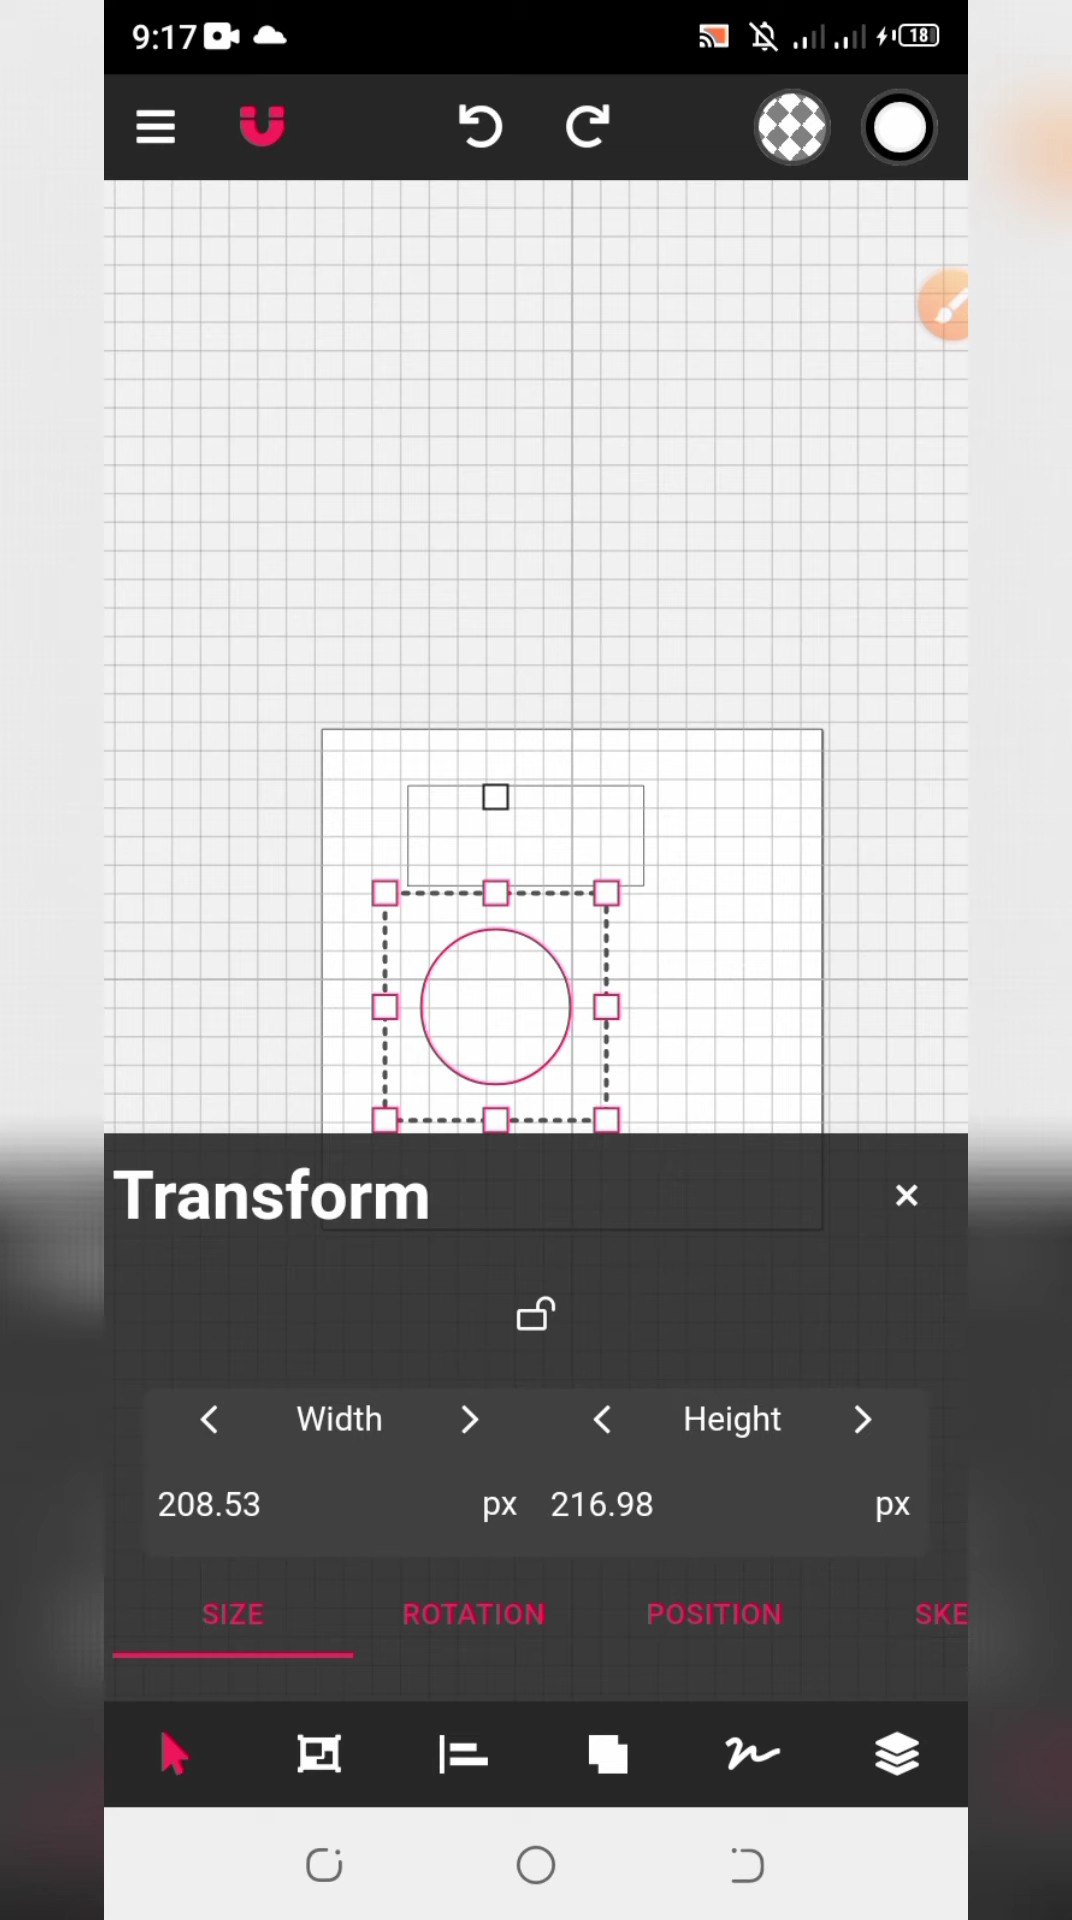 9:17
18
Transform
Width
Height
208.53 px
216.98 px
SIZE
ROTATION
POSITION
SKE